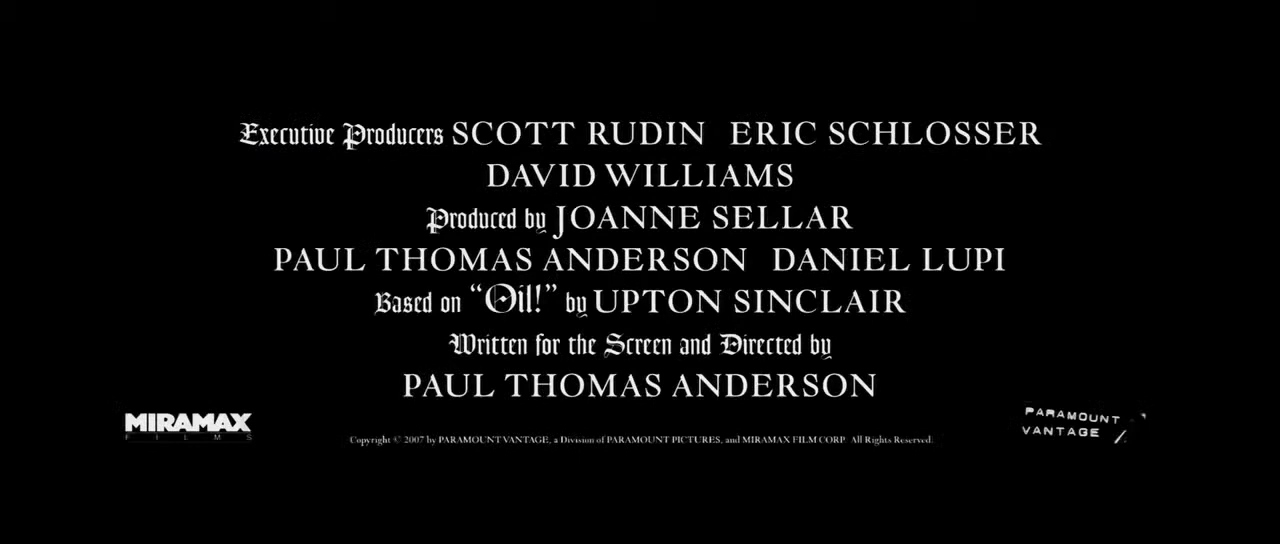 Executive Producers SCOTT RUDIN ERIC SCHLOSSER
DAVID WILLIAMS
Produced by JOANNE SELLAR
PAUL THOMAS ANDERSON DANIEL LUPI
Based on “Oil!” by UPTON SINCLAIR
Written for the Screen and Directed by
PAUL THOMAS ANDERSON
MIRAMAX
FILMS
PARAMOUNT
VANTAGE
Copyright © 2007 by PARAMOUNT VANTAGE, a Division of PARAMOUNT PICTURES, and MIRAMAX FILM CORP All Rights Reserved.